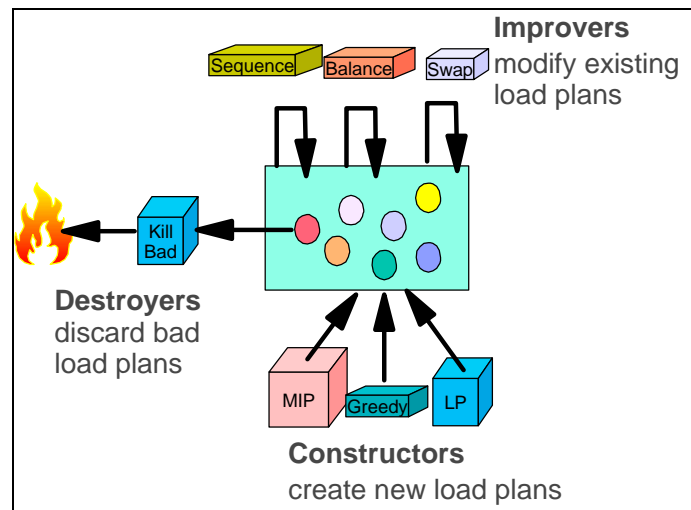 Improvers
modify existing
load plans
Sequence
Balance
Swap
Kill
Bad
Destroyers
discard bad
load plans
MIP
Greedy
LP
Constructors
create new load plans